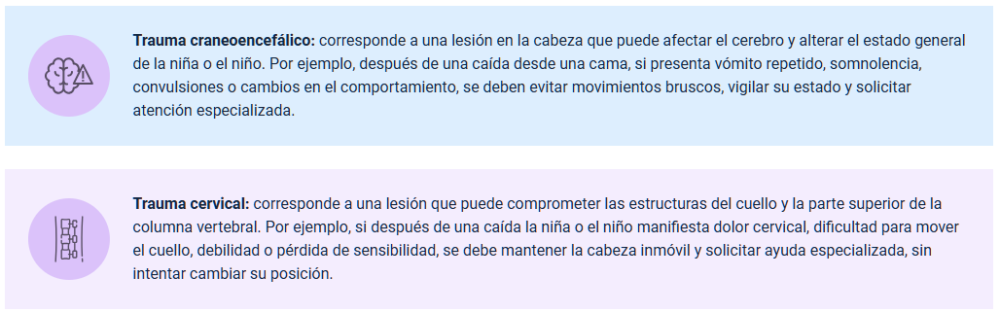 Trauma craneoencefálico: corresponde a una lesión en la cabeza que puede afectar el cerebro y alterar el estado general
de la niña o el niño. Por ejemplo, después de una caída desde una cama, si presenta vómito repetido, somnolencia,
convulsiones o cambios en el comportamiento, se deben evitar movimientos bruscos, vigilar su estado y solicitar
atención especializada.
Trauma cervical: corresponde a una lesión que puede comprometer las estructuras del cuello y la parte superior de la
columna vertebral. Por ejemplo, si después de una caída la niña o el niño manifiesta dolor cervical, dificultad para mover
el cuello, debilidad o pérdida de sensibilidad, se debe mantener la cabeza inmóvil y solicitar ayuda especializada, sin
intentar cambiar su posición.